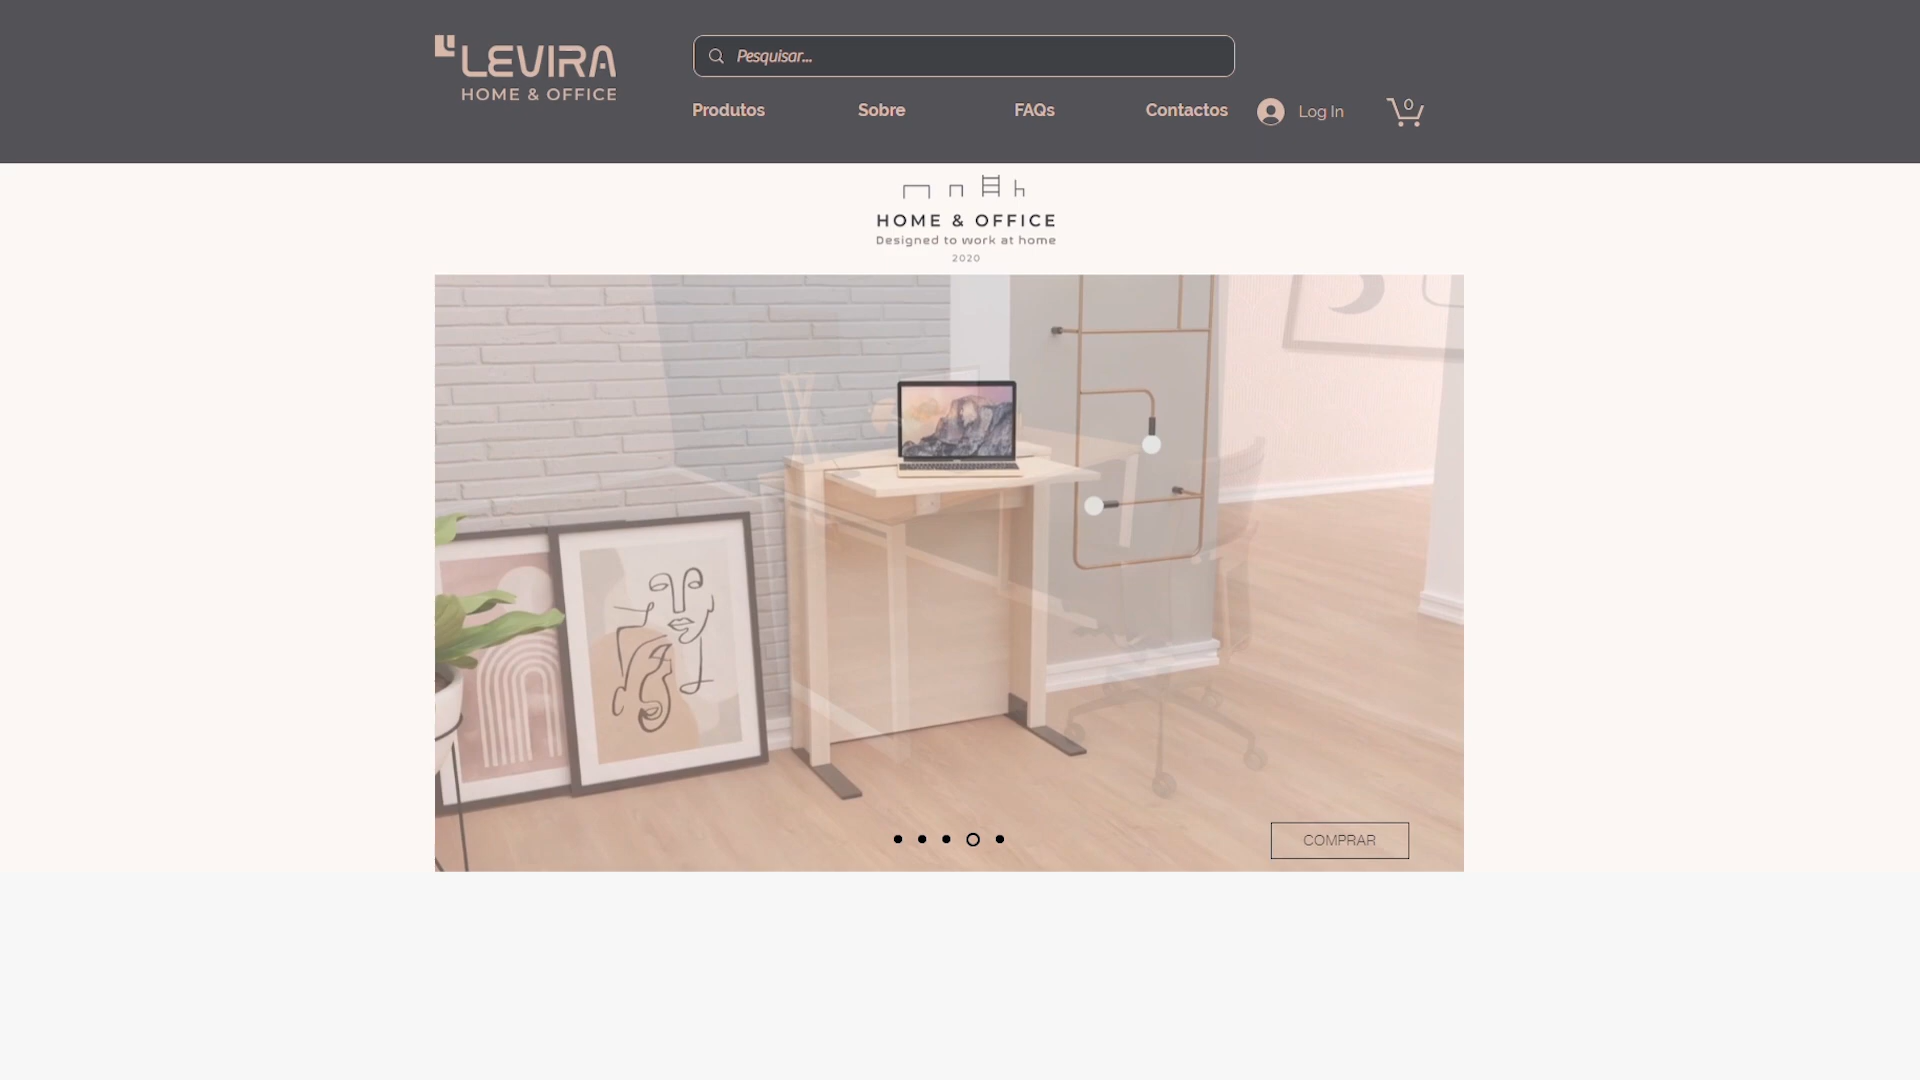 LEVIRA
HOME & OFFICE
Pesquisar...
Produtos
Sobre
FAQs
Contactos
Log In
0
HOME & OFFICE
Designed to work at home
2020
COMPRAR